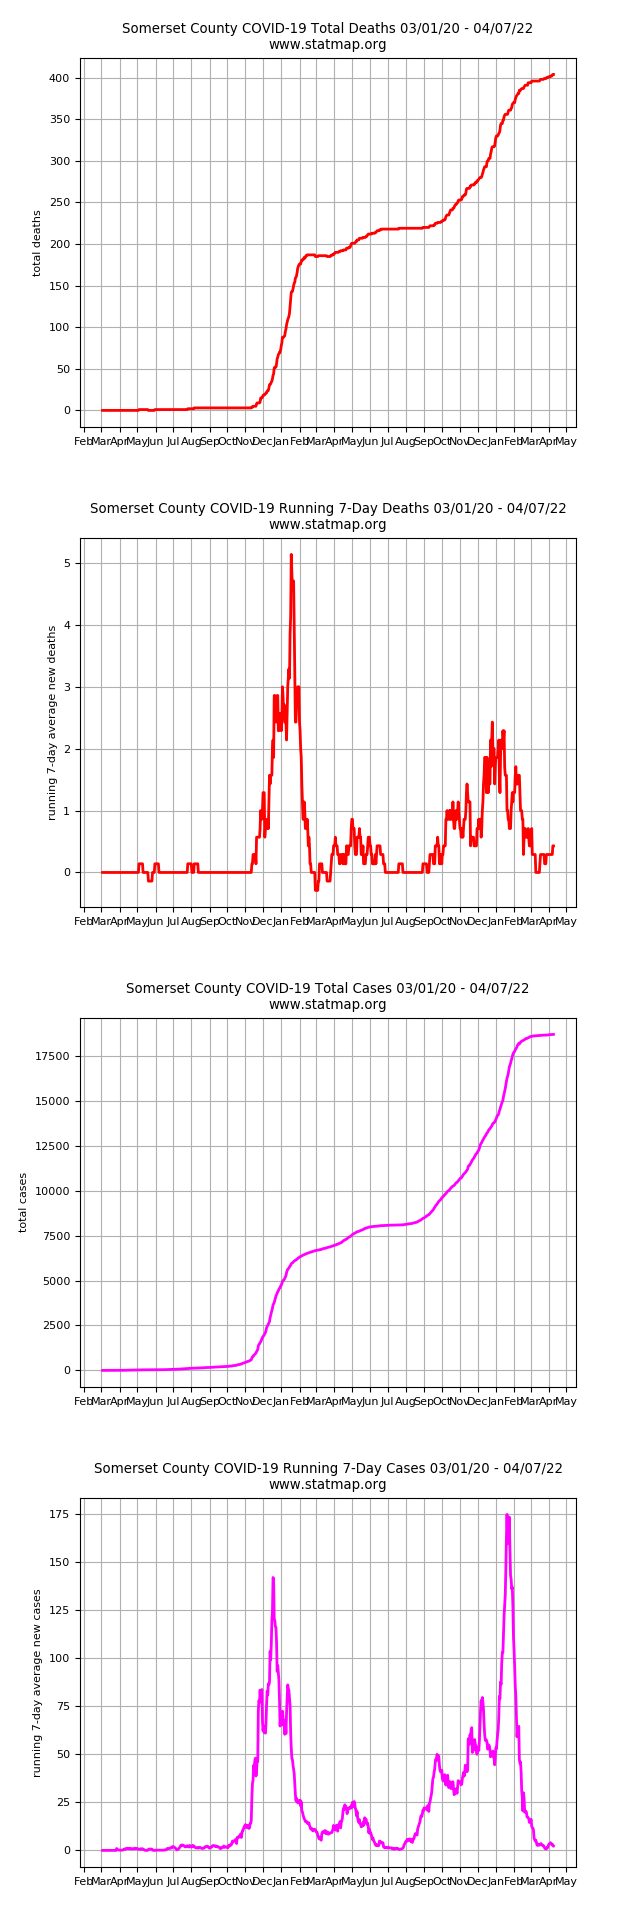 Somerset County COVID-19 Total Deaths 03/01/20 - 04/07/22
www.statmap.org
total deaths
400
350
300
250
200
150
100
50
0
Feb Mar Apr May Jun Jul Aug Sep Oct Nov Dec Jan Feb Mar Apr May Jun Jul Aug Sep Oct Nov Dec Jan Feb Mar Apr May
Somerset County COVID-19 Running 7-Day Deaths 03/01/20 - 04/07/22
www.statmap.org
running 7-day average new deaths
5
4
3
2
1
0
Feb Mar Apr May Jun Jul Aug Sep Oct Nov Dec Jan Feb Mar Apr May Jun Jul Aug Sep Oct Nov Dec Jan Feb Mar Apr May
Somerset County COVID-19 Total Cases 03/01/20 - 04/07/22
www.statmap.org
total cases
17500
15000
12500
10000
7500
5000
2500
0
Feb Mar Apr May Jun Jul Aug Sep Oct Nov Dec Jan Feb Mar Apr May Jun Jul Aug Sep Oct Nov Dec Jan Feb Mar Apr May
Somerset County COVID-19 Running 7-Day Cases 03/01/20 - 04/07/22
www.statmap.org
running 7-day average new cases
175
150
125
100
75
50
25
0
Feb Mar Apr May Jun Jul Aug Sep Oct Nov Dec Jan Feb Mar Apr May Jun Jul Aug Sep Oct Nov Dec Jan Feb Mar Apr May